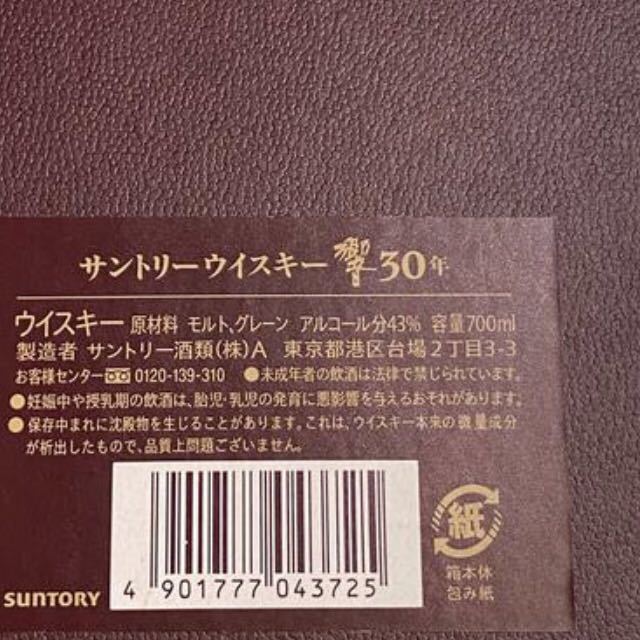 サントリーウイスキー 響 30年
ウイスキー 原材料 モルト、グレーン アルコール分43% 容量700ml
製造者 サントリー酒類(株)A 東京都港区台場2丁目3-3
お客様センター 0120-139-310 ●未成年者の飲酒は法律で禁じられています。
●妊娠中や授乳期の飲酒は、胎児・乳児の発育に悪影響を与えるおそれがあります。
●保存中まれに沈殿物を生じることがあります。これは、ウイスキー本来の微量成分
が析出したもので、品質上問題ございません。
紙
箱本体
包み紙
4 901777 043725
SUNTORY